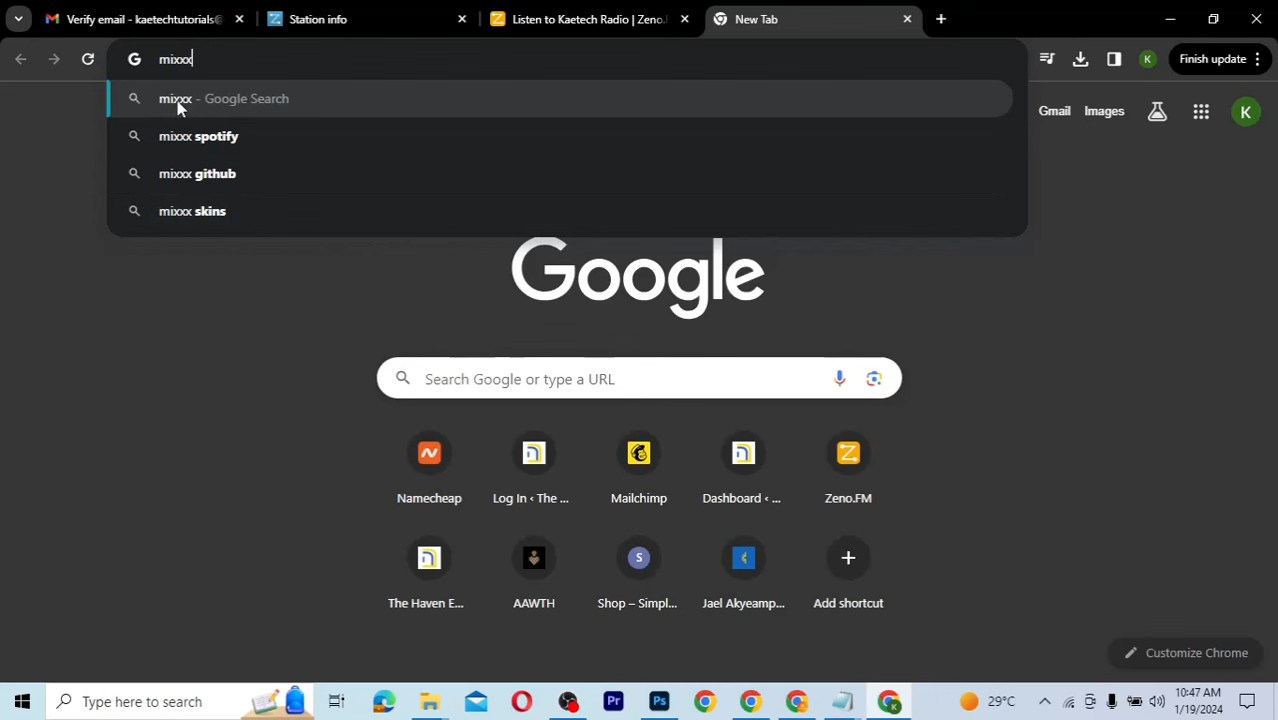 Verify email - kaetechtutorials@
Station info
Listen to Kaetech Radio | Zeno.F
New Tab
mixxx
K
Finish update
mixxx - Google Search
mixxx spotify
mixxx github
mixxx skins
Gmail
Images
K
Google
Search Google or type a URL
Namecheap
Log In ‹ The ...
Mailchimp
Dashboard ‹ ...
Zeno.FM
S
The Haven E...
AAWTH
Shop – Simpl...
Jael Akyeamp...
Add shortcut
Customize Chrome
Type here to search
Pr
Ps
K
29°C
10:47 AM
1/19/2024